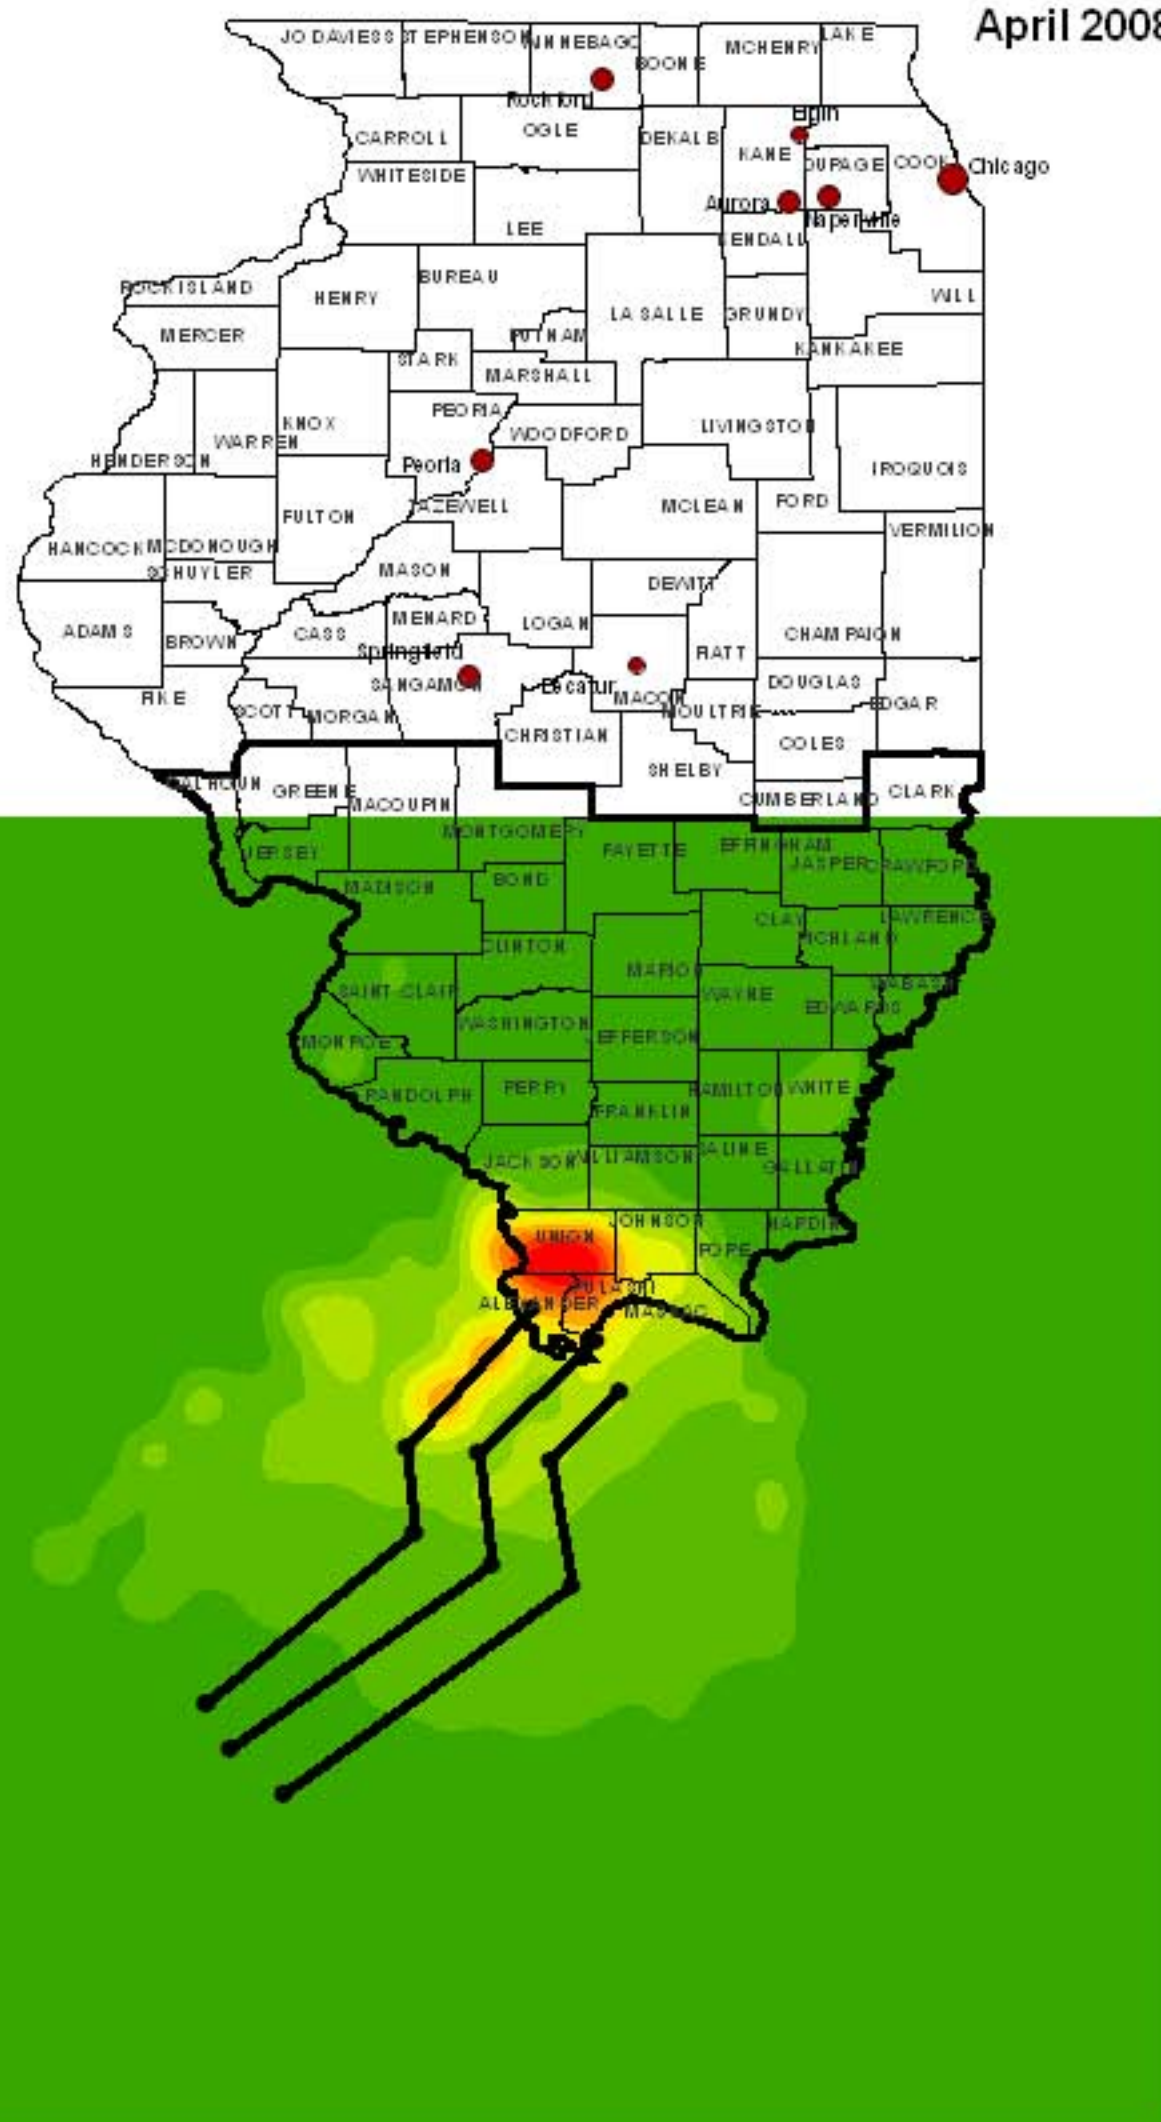 April 2008
JO DAVIESS
STEPHENSON
WINNEBAGO
BOONE
MCHENRY
LAKE
Rockford
CARROLL
OGLE
DEKALB
KANE
Elgin
DUPAGE
COOK
Chicago
WHITESIDE
LEE
Aurora
Naperville
KENDALL
ROCK ISLAND
HENRY
BUREAU
LA SALLE
GRUNDY
WILL
MERCER
PUTNAM
KANKAKEE
STARK
MARSHALL
KNOX
PEORIA
WOODFORD
LIVINGSTON
WARREN
HENDERSON
Peoria
IROQUOIS
FULTON
TAZEWELL
MCLEAN
FORD
VERMILION
HANCOCK
MCDONOUGH
SCHUYLER
MASON
DEWITT
ADAMS
BROWN
CASS
MENARD
LOGAN
CHAMPAIGN
Springfield
PIATT
PIKE
SCOTT
MORGAN
SANGAMON
Decatur
MACON
MOULTRIE
DOUGLAS
EDGAR
CHRISTIAN
COLES
SHELBY
CALHOUN
GREENE
MACOUPIN
CUMBERLAND
CLARK
MONTGOMERY
JERSEY
FAYETTE
EFFINGHAM
JASPER
CRAWFORD
MADISON
BOND
CLINTON
CLAY
RICHLAND
LAWRENCE
MARION
SAINT CLAIR
WAYNE
EDWARDS
WABASH
WASHINGTON
MONROE
JEFFERSON
RANDOLPH
PERRY
HAMILTON
WHITE
FRANKLIN
JACKSON
WILLIAMSON
SALINE
GALLATIN
UNION
JOHNSON
POPE
HARDIN
PULASKI
ALEXANDER
MASSAC